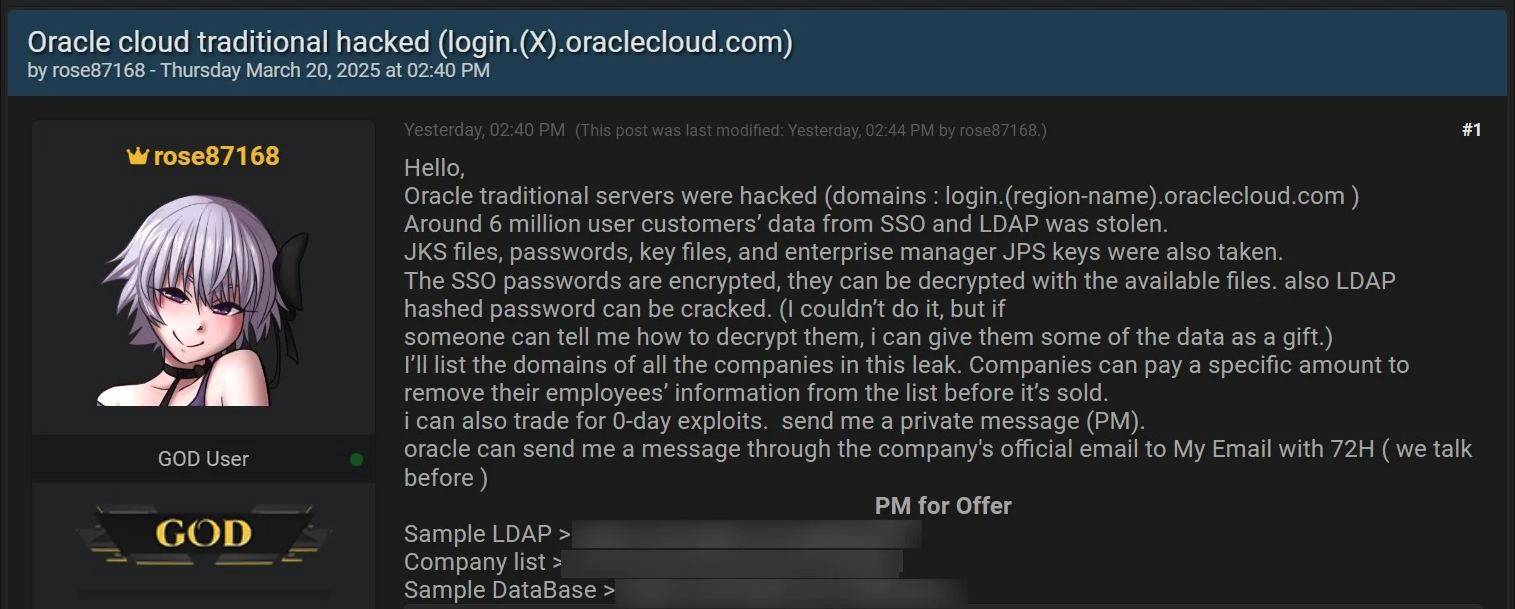 Oracle cloud traditional hacked (login.(X).oraclecloud.com)
by rose87168 - Thursday March 20, 2025 at 02:40 PM
rose87168
GOD User
GOD
Yesterday, 02:40 PM (This post was last modified: Yesterday, 02:44 PM by rose87168.)
#1
Hello,
Oracle traditional servers were hacked (domains : login.(region-name).oraclecloud.com )
Around 6 million user customers’ data from SSO and LDAP was stolen.
JKS files, passwords, key files, and enterprise manager JPS keys were also taken.
The SSO passwords are encrypted, they can be decrypted with the available files. also LDAP
hashed password can be cracked. (I couldn’t do it, but if
someone can tell me how to decrypt them, i can give them some of the data as a gift.)
I’ll list the domains of all the companies in this leak. Companies can pay a specific amount to
remove their employees’ information from the list before it’s sold.
i can also trade for 0-day exploits.  send me a private message (PM).
oracle can send me a message through the company's official email to My Email with 72H ( we talk
before )
PM for Offer
Sample LDAP >
Company list >
Sample DataBase >